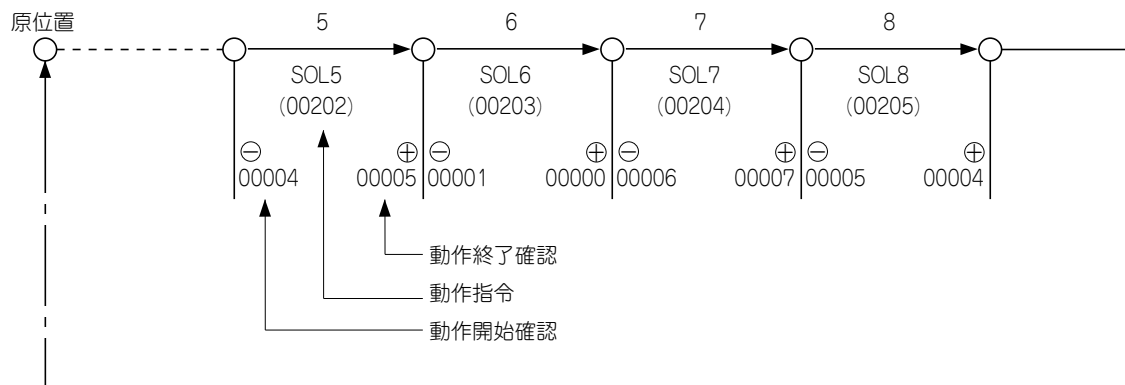 原位置 5 6 7 8
SOL5 SOL6 SOL7 SOL8
(00202) (00203) (00204) (00205)
⊖ ⊕ ⊖ ⊕ ⊖ ⊕ ⊖ ⊕
00004 00005 00001 00000 00006 00007 00005 00004
動作終了確認
動作指令
動作開始確認